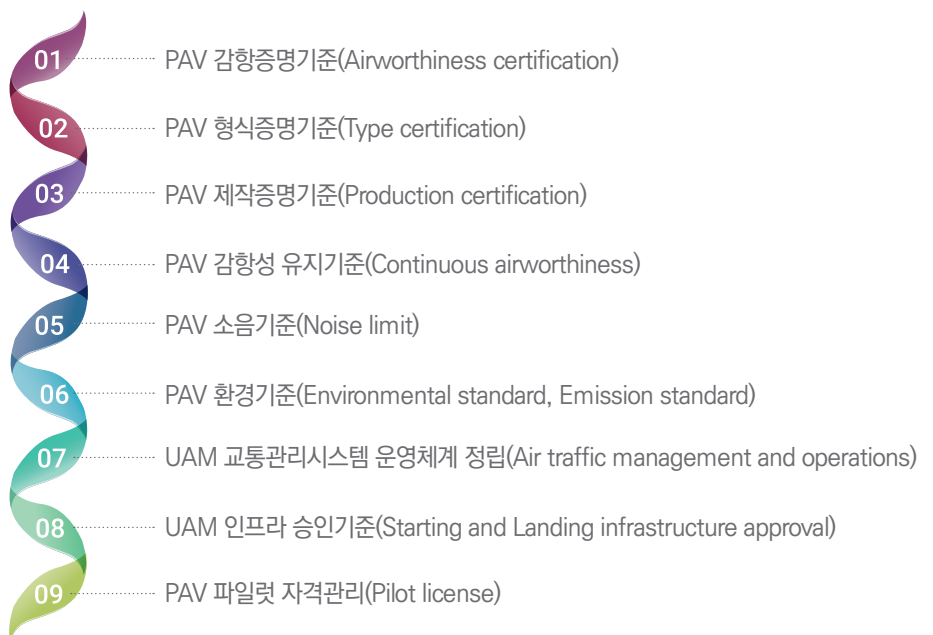 01 PAV 감항증명기준(Airworthiness certification)
02 PAV 형식증명기준(Type certification)
03 PAV 제작증명기준(Production certification)
04 PAV 감항성 유지기준(Continuous airworthiness)
05 PAV 소음기준(Noise limit)
06 PAV 환경기준(Environmental standard, Emission standard)
07 UAM 교통관리시스템 운영체계 정립(Air traffic management and operations)
08 UAM 인프라 승인기준(Starting and Landing infrastructure approval)
09 PAV 파일럿 자격관리(Pilot license)